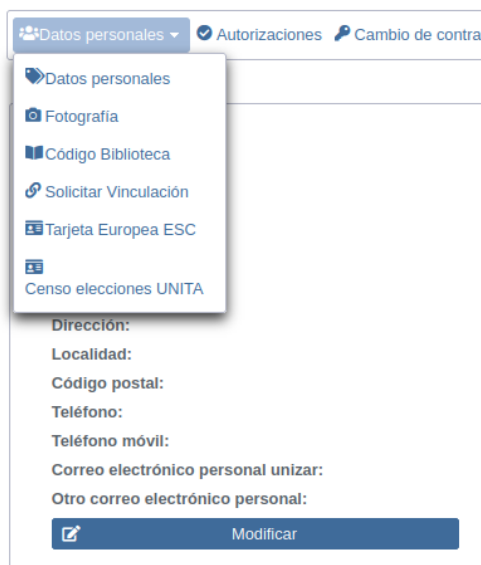 Datos personales Autorizaciones Cambio de contra
Datos personales
Fotografía
Código Biblioteca
Solicitar Vinculación
Tarjeta Europea ESC
Censo elecciones UNITA
Dirección:
Localidad:
Código postal:
Teléfono:
Teléfono móvil:
Correo electrónico personal unizar:
Otro correo electrónico personal:
Modificar